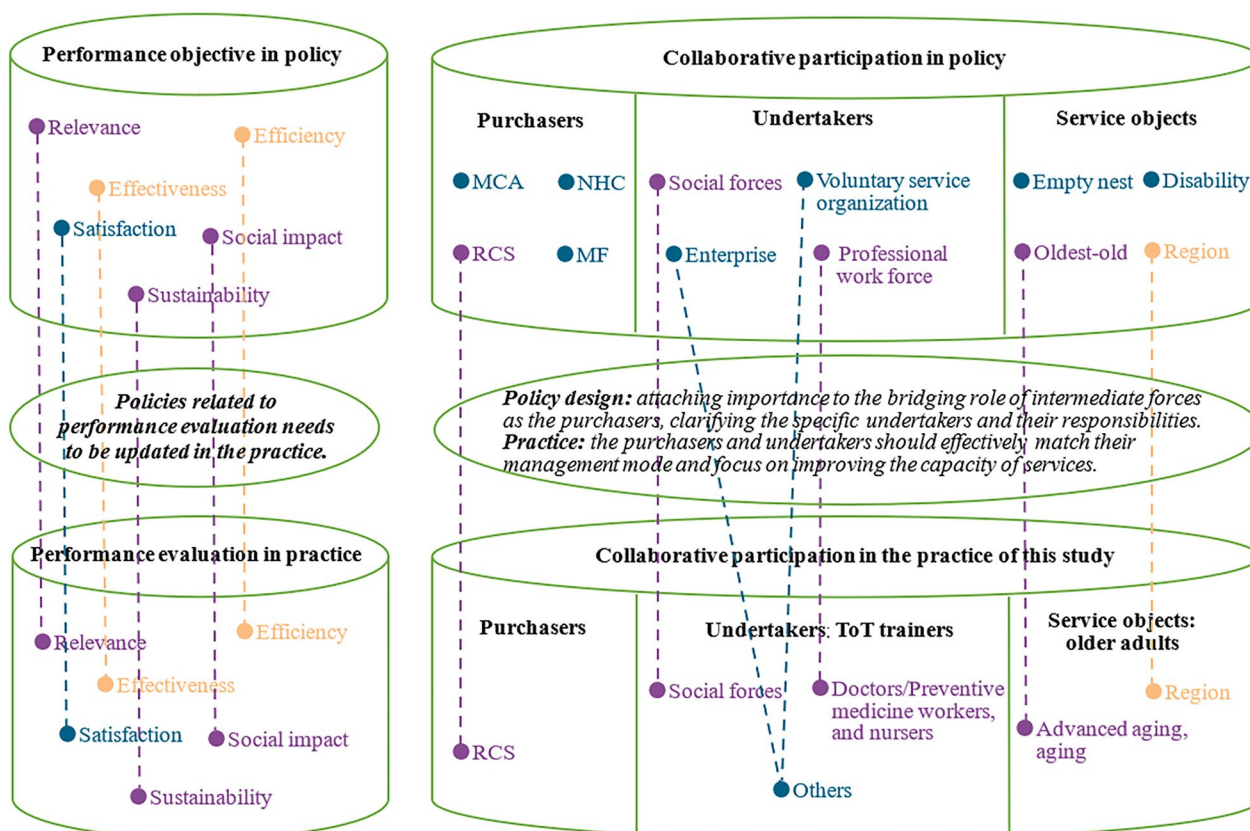 Performance objective in policy
Relevance
Efficiency
Effectiveness
Satisfaction
Social impact
Sustainability
Policies related to
performance evaluation needs
to be updated in the practice.
Performance evaluation in practice
Relevance
Efficiency
Effectiveness
Satisfaction
Social impact
Sustainability
Collaborative participation in policy
Purchasers
MCA
NHC
RCS
MF
Undertakers
Social forces
Voluntary service
organization
Enterprise
Professional
work force
Service objects
Empty nest
Disability
Oldest-old
Region
Policy design: attaching importance to the bridging role of intermediate forces
as the purchasers, clarifying the specific undertakers and their responsibilities.
Practice: the purchasers and undertakers should effectively match their
management mode and focus on improving the capacity of services.
Collaborative participation in the practice of this study
Purchasers
RCS
Undertakers: ToT trainers
Social forces
Doctors/Preventive
medicine workers,
and nursers
Others
Service objects:
older adults
Region
Advanced aging,
aging